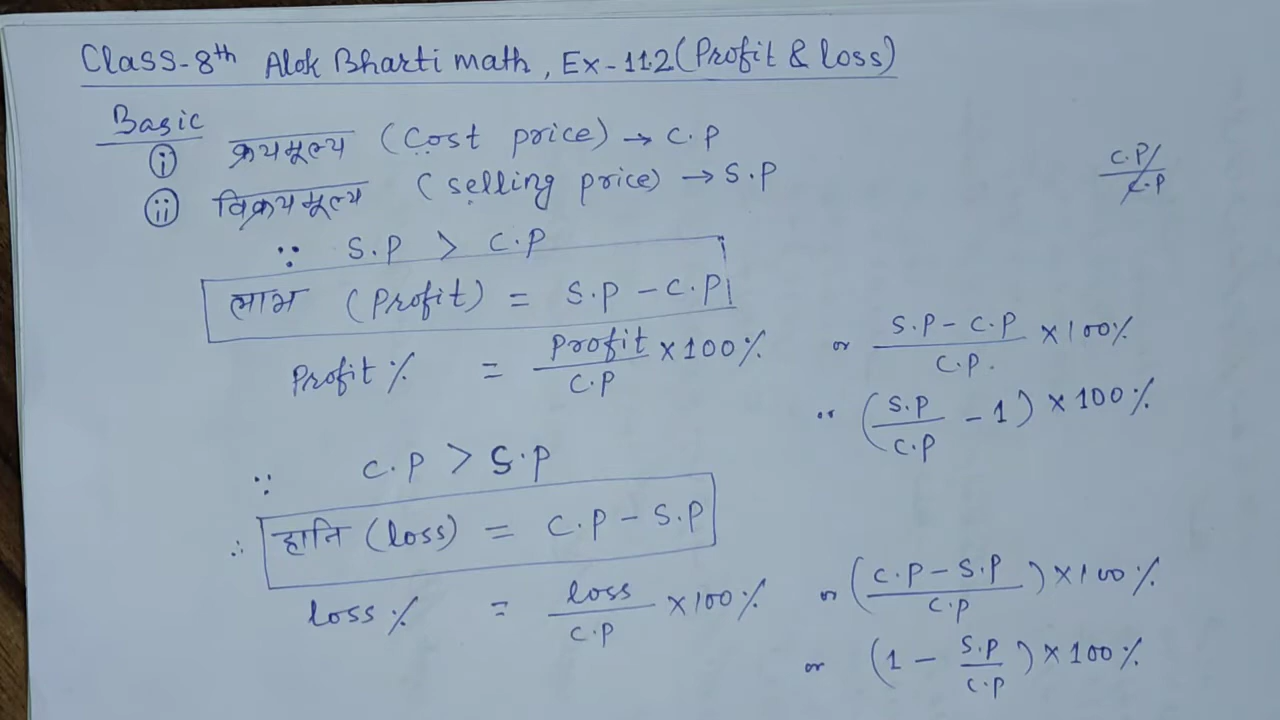 Class-8th Alok Bharti math, Ex-11.2 (Profit & loss)
Basic
(i) क्रयमूल्य (Cost price) → C.P
(ii) विक्रयमूल्य (selling price) → S.P
C.P/C.P
∵ S.P > C.P
लाभ (Profit) = S.P - C.P
Profit % = Profit/C.P × 100% or S.P - C.P/C.P. × 100%
or (S.P/C.P - 1) × 100%
∵ C.P > S.P
∴ हानि (loss) = C.P - S.P
loss % = loss/C.P × 100% or (C.P - S.P/C.P) × 100%
or (1 - S.P/C.P) × 100%